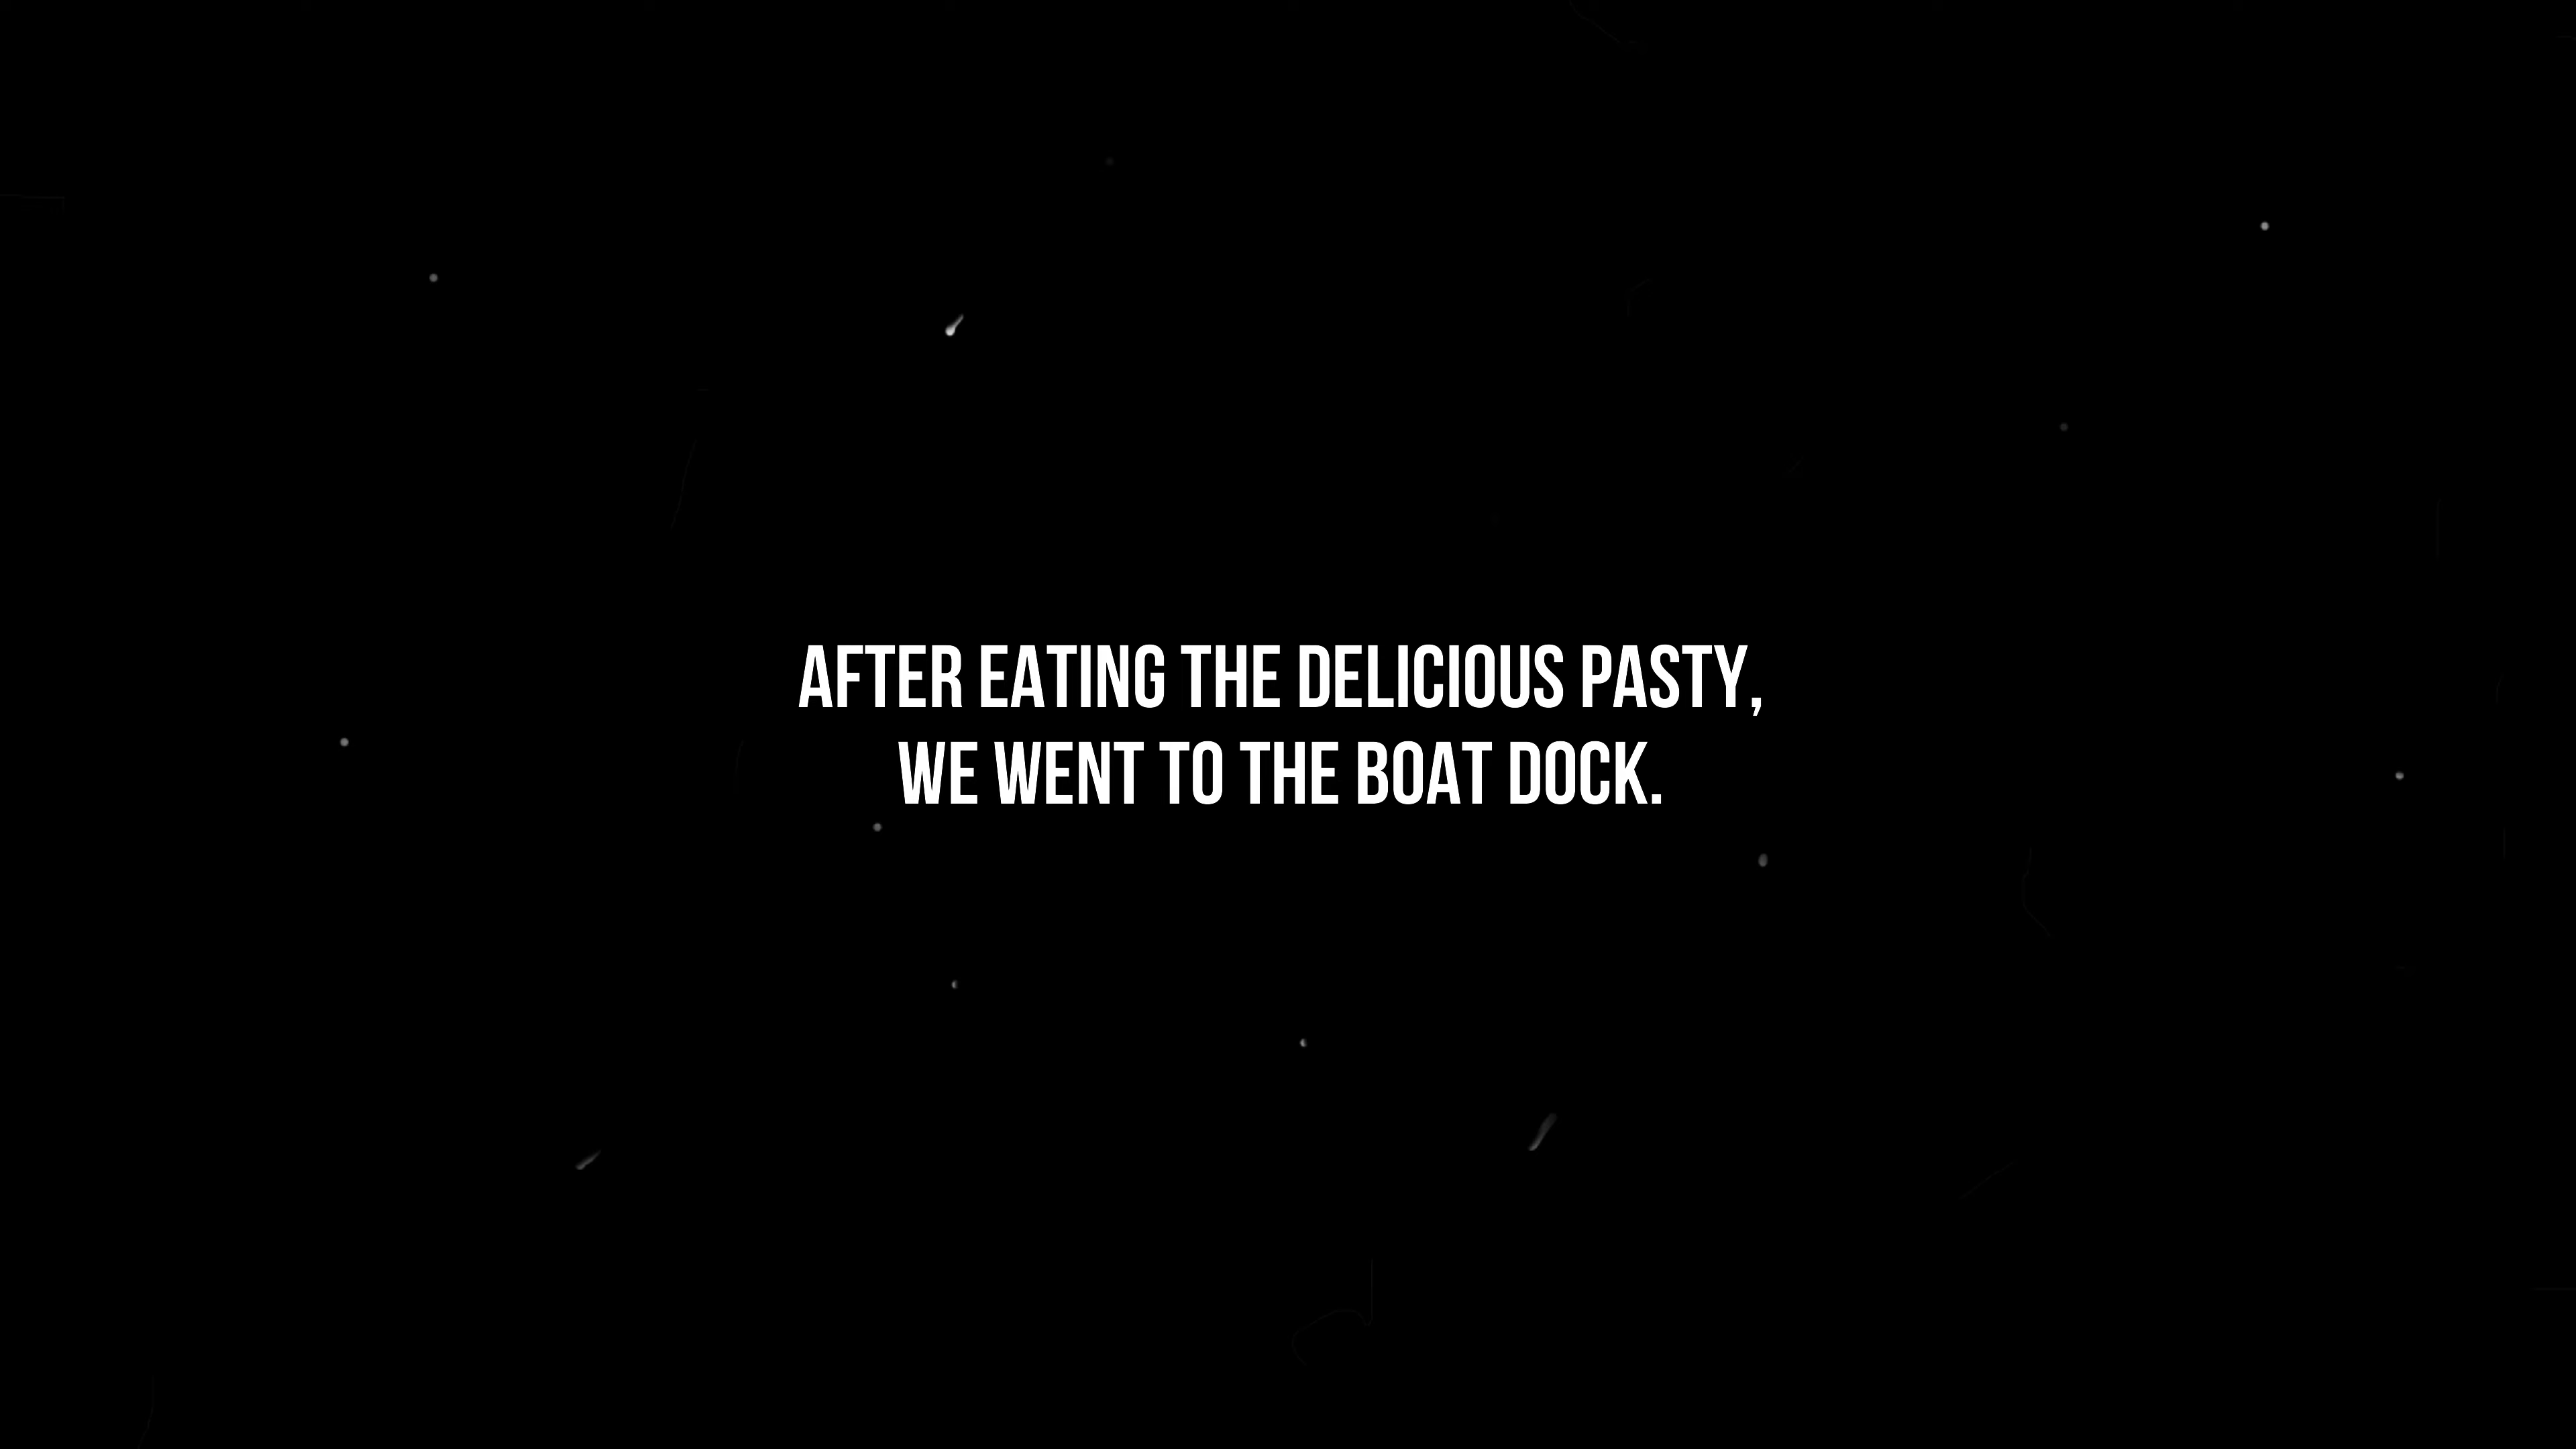 AFTER EATING THE DELICIOUS PASTY,
WE WENT TO THE BOAT DOCK.